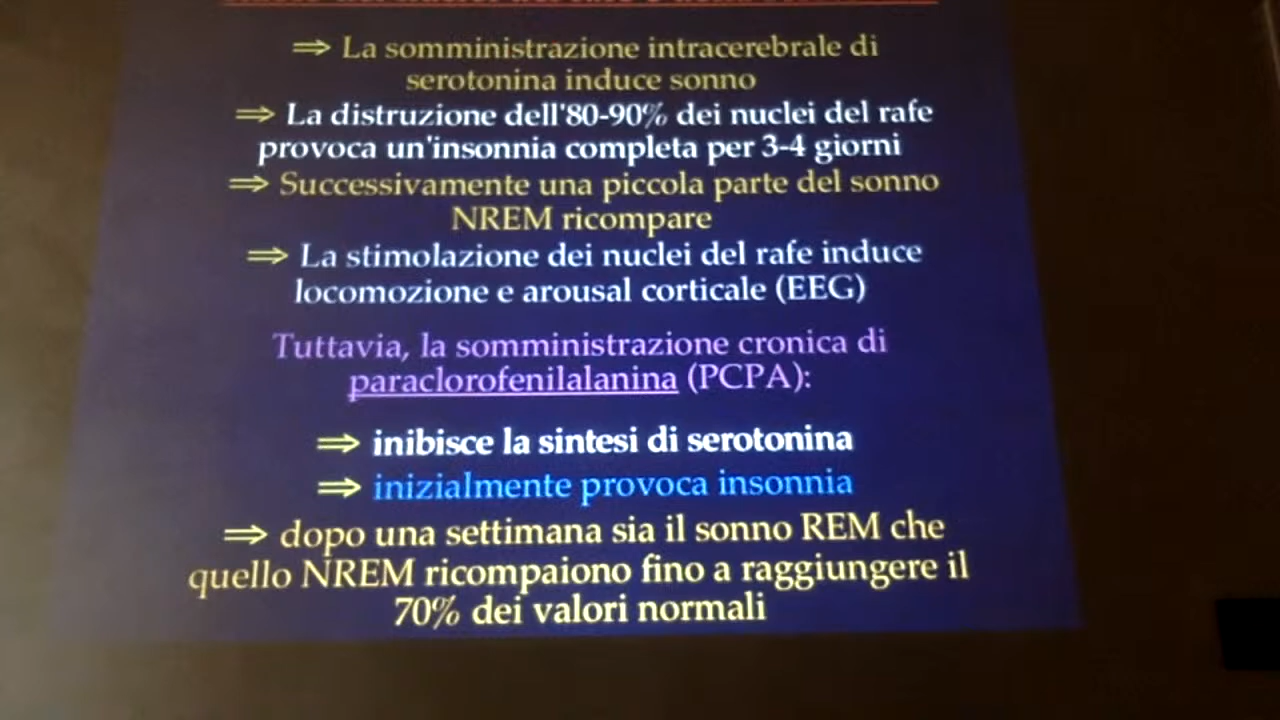 ⇒ La somministrazione intracerebrale di
serotonina induce sonno
⇒ La distruzione dell'80-90% dei nuclei del rafe
provoca un'insonnia completa per 3-4 giorni
⇒ Successivamente una piccola parte del sonno
NREM ricompare
⇒ La stimolazione dei nuclei del rafe induce
locomozione e arousal corticale (EEG)
Tuttavia, la somministrazione cronica di
paraclorofenilalanina (PCPA):
⇒ inibisce la sintesi di serotonina
⇒ inizialmente provoca insonnia
⇒ dopo una settimana sia il sonno REM che
quello NREM ricompaiono fino a raggiungere il
70% dei valori normali